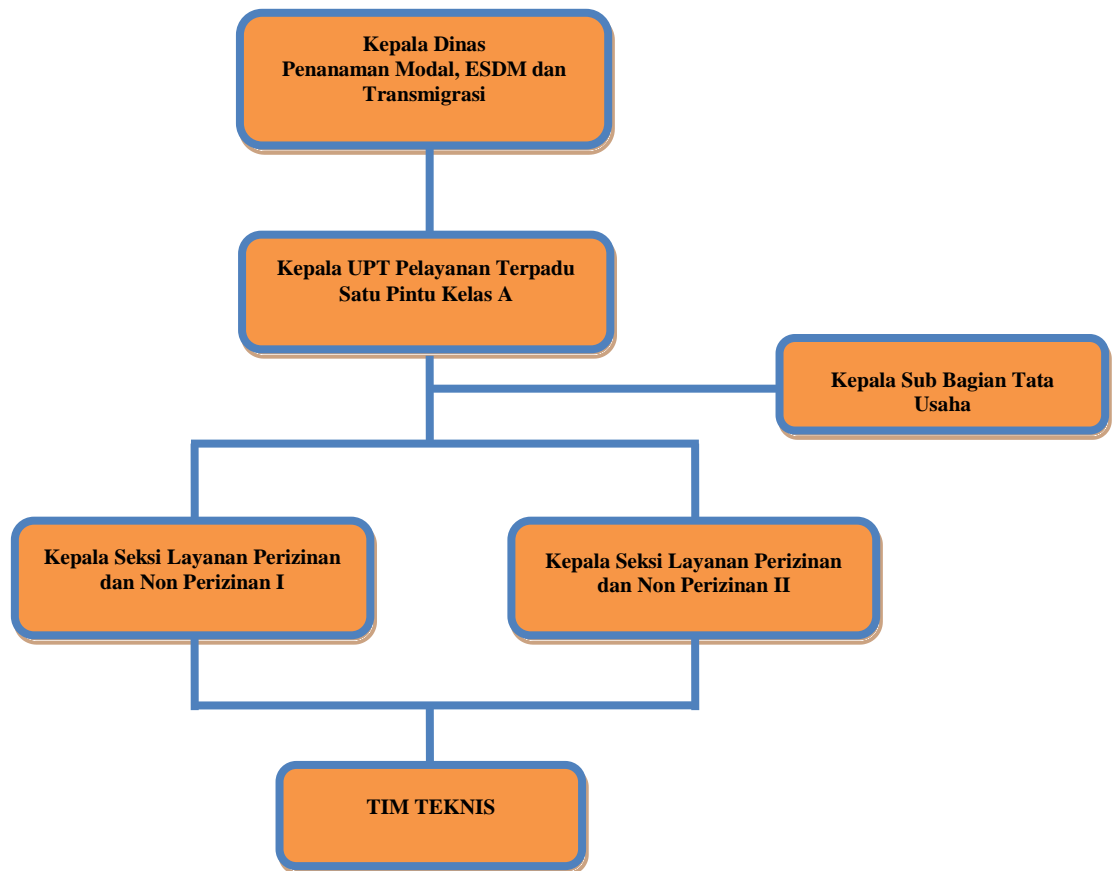 Kepala Dinas
Penanaman Modal, ESDM dan
Transmigrasi
Kepala UPT Pelayanan Terpadu
Satu Pintu Kelas A
Kepala Sub Bagian Tata
Usaha
Kepala Seksi Layanan Perizinan
dan Non Perizinan I
Kepala Seksi Layanan Perizinan
dan Non Perizinan II
TIM TEKNIS